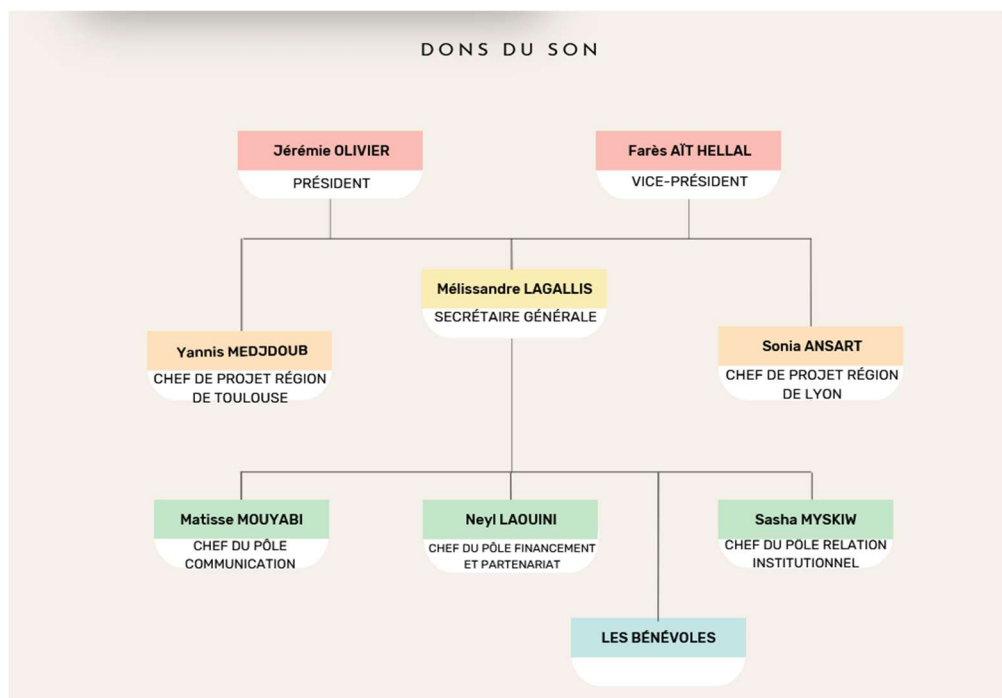 DONS DU SON
Jérémie OLIVIER
PRÉSIDENT
Farès AÏT HELLAL
VICE-PRÉSIDENT
Mélissandre LAGALLIS
SECRÉTAIRE GÉNÉRALE
Yannis MEDJDOUB
CHEF DE PROJET RÉGION
DE TOULOUSE
Sonia ANSART
CHEF DE PROJET RÉGION
DE LYON
Matisse MOUYABI
CHEF DU PÔLE
COMMUNICATION
Neyl LAOUINI
CHEF DU PÔLE FINANCEMENT
ET PARTENARIAT
Sasha MYSKIW
CHEF DU PÔLE RELATION
INSTITUTIONNEL
LES BÉNÉVOLES